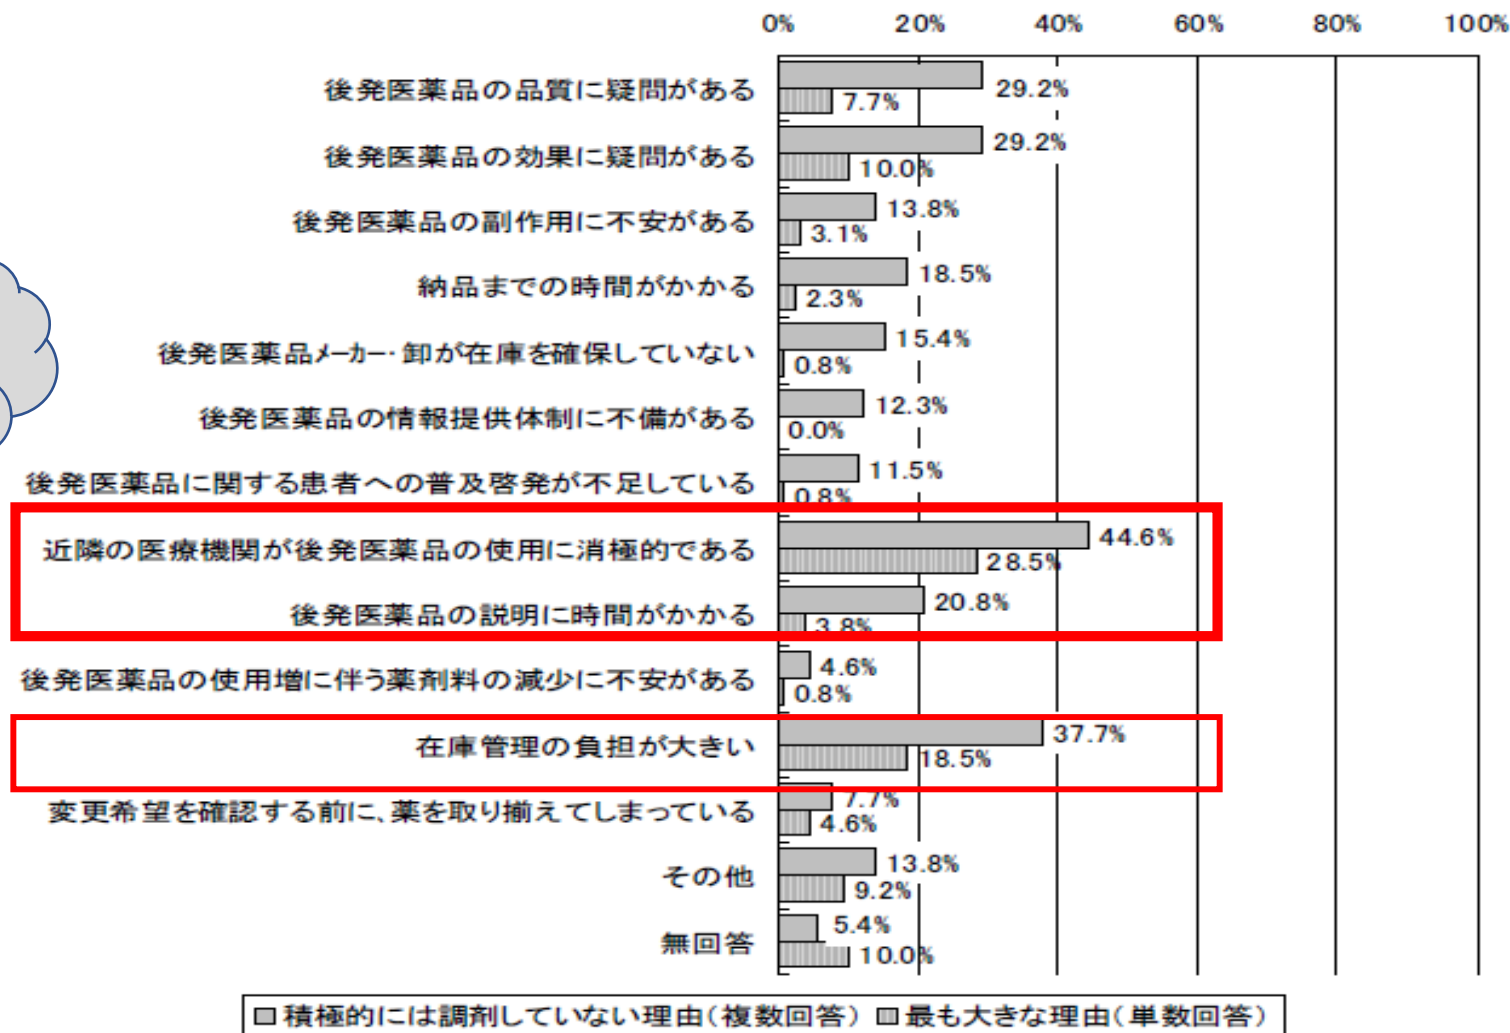 0% 20% 40% 60% 80% 100%
後発医薬品の品質に疑問がある 29.2%
7.7%
後発医薬品の効果に疑問がある 29.2%
10.0%
後発医薬品の副作用に不安がある 13.8%
3.1%
納品までの時間がかかる 18.5%
2.3%
後発医薬品メーカー・卸が在庫を確保していない 15.4%
0.8%
後発医薬品の情報提供体制に不備がある 12.3%
0.0%
後発医薬品に関する患者への普及啓発が不足している 11.5%
0.8%
近隣の医療機関が後発医薬品の使用に消極的である 44.6%
28.5%
後発医薬品の説明に時間がかかる 20.8%
3.8%
後発医薬品の使用増に伴う薬剤料の減少に不安がある 4.6%
0.8%
在庫管理の負担が大きい 37.7%
18.5%
変更希望を確認する前に、薬を取り揃えてしまっている 7.7%
4.6%
その他 13.8%
9.2%
無回答 5.4%
10.0%
積極的には調剤していない理由(複数回答) 最も大きな理由(単数回答)